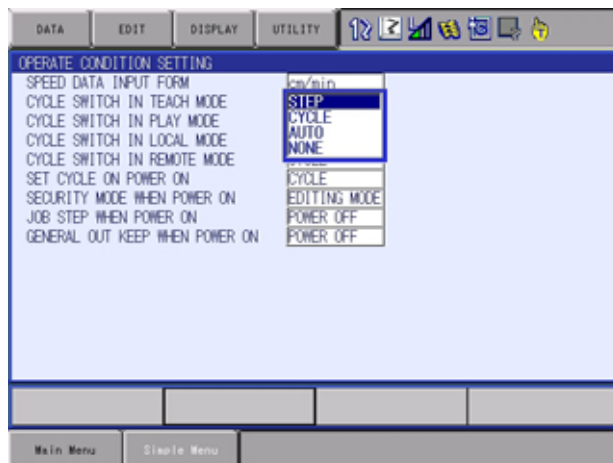 DATA EDIT DISPLAY UTILITY
OPERATE CONDITION SETTING
SPEED DATA INPUT FORM cm/min
CYCLE SWITCH IN TEACH MODE STEP
CYCLE SWITCH IN PLAY MODE CYCLE
AUTO
CYCLE SWITCH IN LOCAL MODE NONE
CYCLE SWITCH IN REMOTE MODE
SET CYCLE ON POWER ON CYCLE
SECURITY MODE WHEN POWER ON EDITING MODE
JOB STEP WHEN POWER ON POWER OFF
GENERAL OUT KEEP WHEN POWER ON POWER OFF
Main Menu Simple Menu